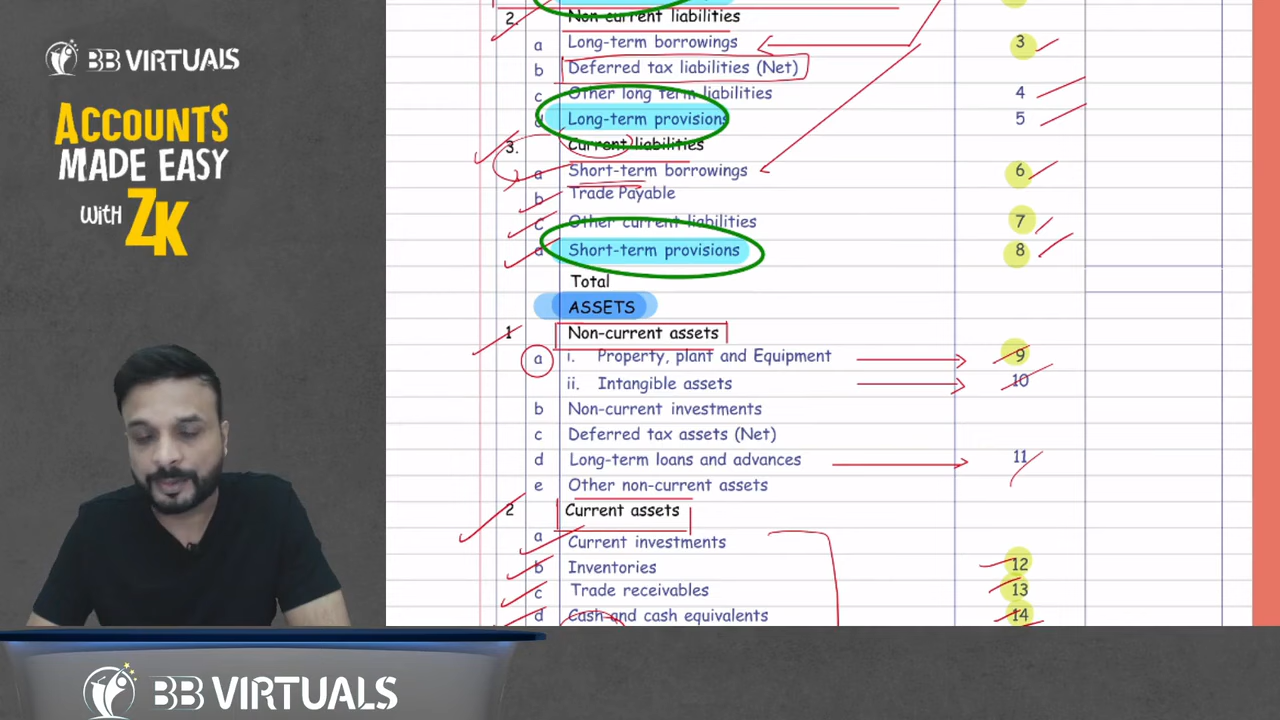 BB VIRTUALS
ACCOUNTS
MADE EASY
WITH ZK
2. Non-current liabilities
a Long-term borrowings 3
b Deferred tax liabilities (Net)
c Other long term liabilities 4
d Long-term provisions 5
3. Current liabilities
a Short-term borrowings 6
b Trade Payable
c Other current liabilities 7
d Short-term provisions 8
Total
ASSETS
1 Non-current assets
a i. Property, plant and Equipment 9
ii. Intangible assets 10
b Non-current investments
c Deferred tax assets (Net)
d Long-term loans and advances 11
e Other non-current assets
2 Current assets
a Current investments
b Inventories 12
c Trade receivables 13
d Cash and cash equivalents 14
BB VIRTUALS